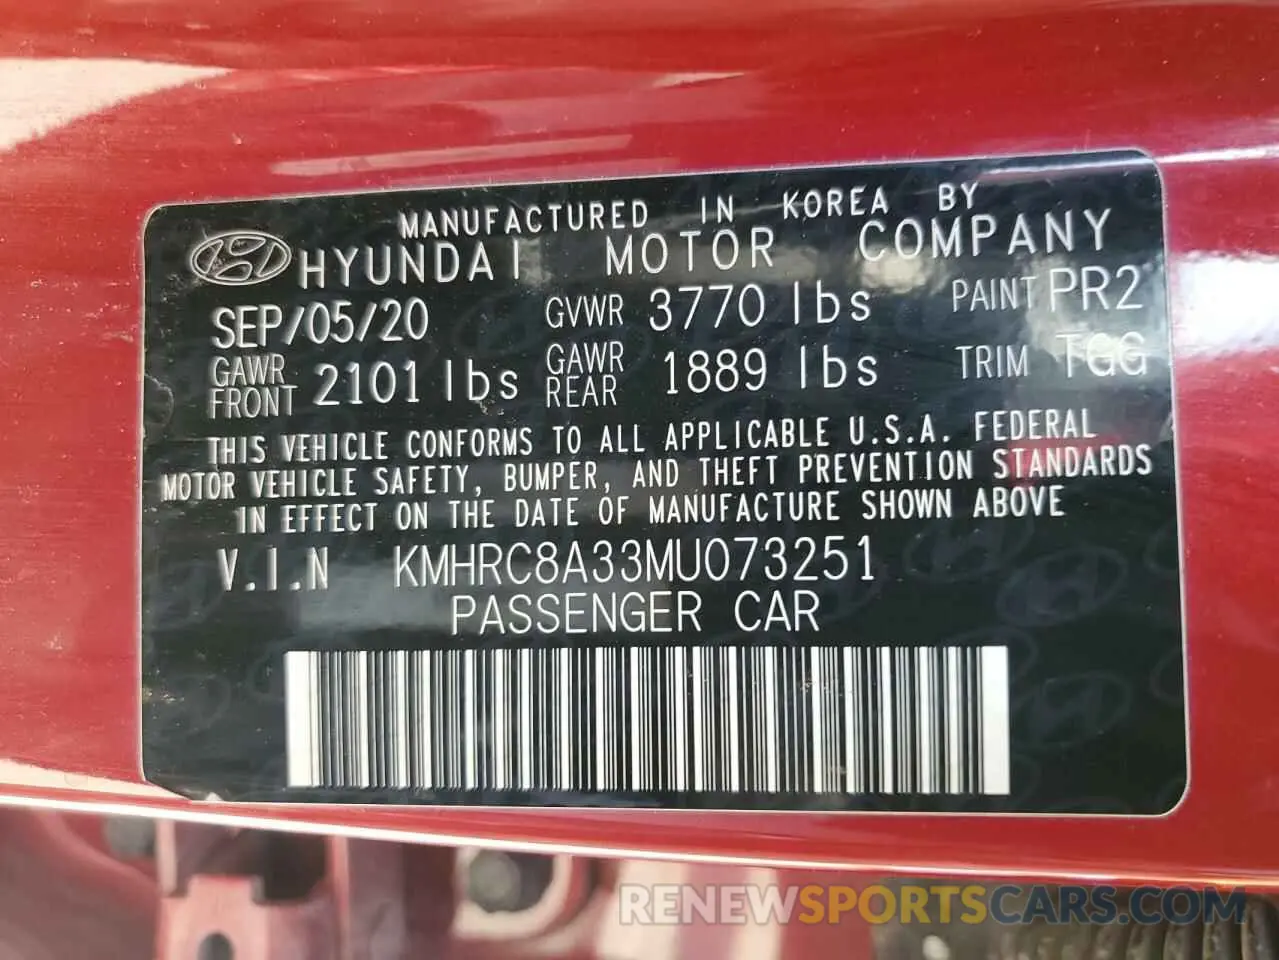 MANUFACTURED IN KOREA BY
HYUNDAI MOTOR COMPANY
SEP/05/20 GVWR 3770 lbs PAINT PR2
GAWR FRONT 2101 lbs GAWR REAR 1889 lbs TRIM TGG
THIS VEHICLE CONFORMS TO ALL APPLICABLE U.S.A. FEDERAL
MOTOR VEHICLE SAFETY, BUMPER, AND THEFT PREVENTION STANDARDS
IN EFFECT ON THE DATE OF MANUFACTURE SHOWN ABOVE
V.I.N KMHRC8A33MU073251
PASSENGER CAR
RENEWSPORTSCARS.COM